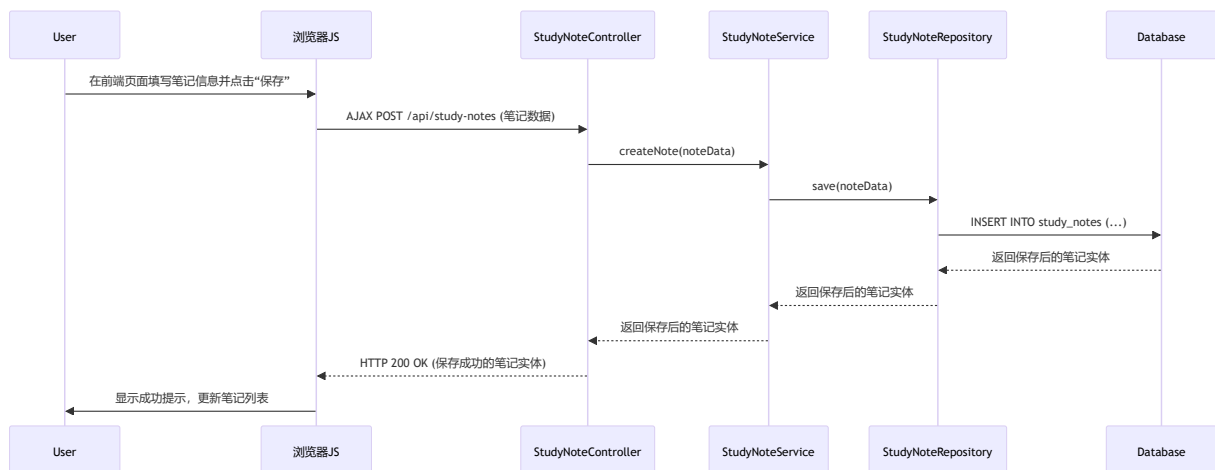 User
浏览器JS
StudyNoteController
StudyNoteService
StudyNoteRepository
Database
在前端页面填写笔记信息并点击“保存”
AJAX POST /api/study-notes (笔记数据)
createNote(noteData)
save(noteData)
INSERT INTO study_notes (...)
返回保存后的笔记实体
返回保存后的笔记实体
返回保存后的笔记实体
HTTP 200 OK (保存成功的笔记实体)
显示成功提示，更新笔记列表
User
浏览器JS
StudyNoteController
StudyNoteService
StudyNoteRepository
Database